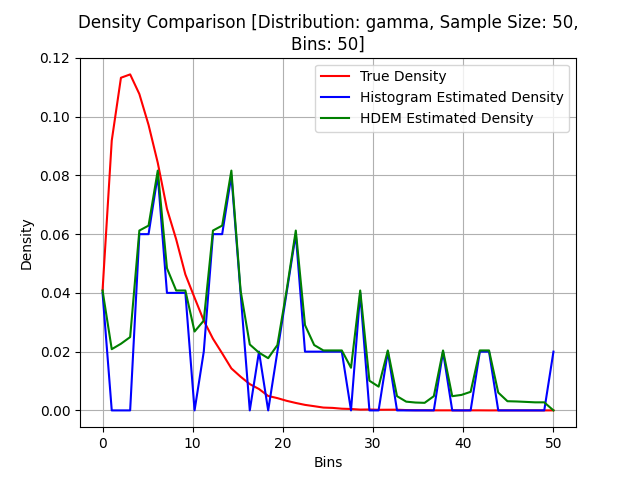 Density Comparison [Distribution: gamma, Sample Size: 50,
Bins: 50]
True Density
Histogram Estimated Density
HDEM Estimated Density
Density
0.12
0.10
0.08
0.06
0.04
0.02
0.00
0 10 20 30 40 50
Bins